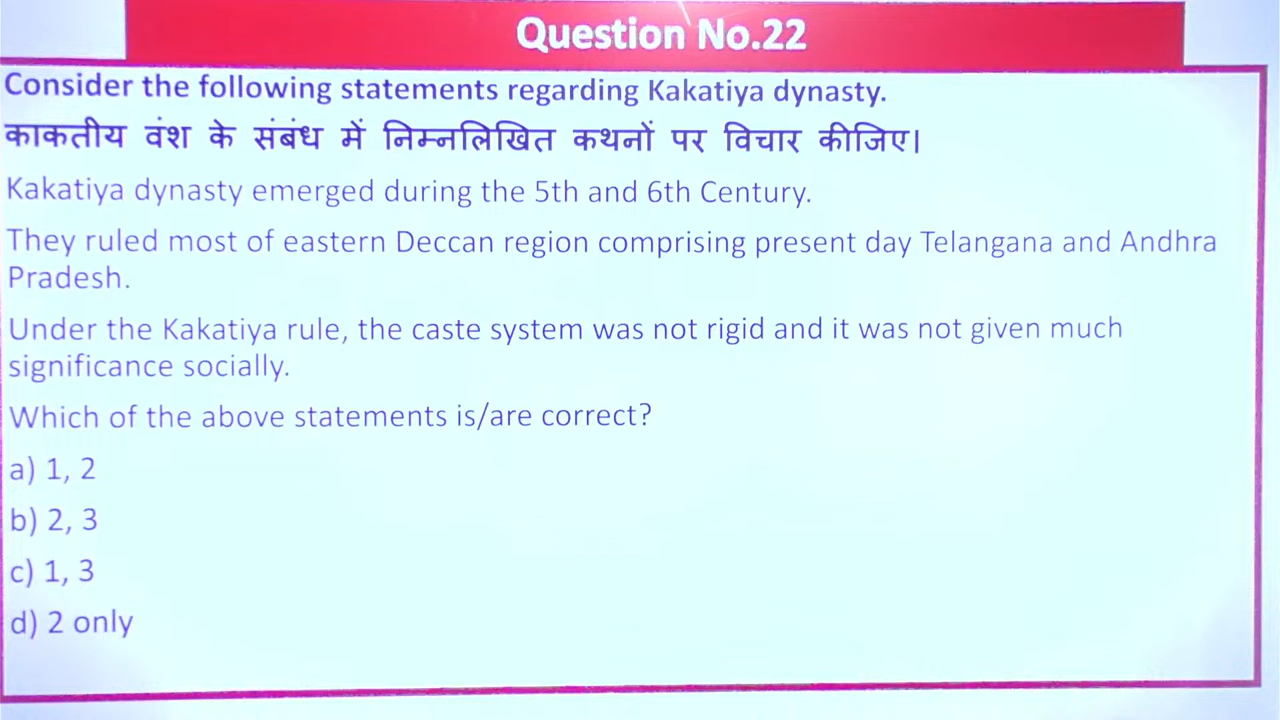 Question No.22
Consider the following statements regarding Kakatiya dynasty.
काकतीय वंश के संबंध में निम्नलिखित कथनों पर विचार कीजिए।
Kakatiya dynasty emerged during the 5th and 6th Century.
They ruled most of eastern Deccan region comprising present day Telangana and Andhra
Pradesh.
Under the Kakatiya rule, the caste system was not rigid and it was not given much
significance socially.
Which of the above statements is/are correct?
a) 1, 2
b) 2, 3
c) 1, 3
d) 2 only